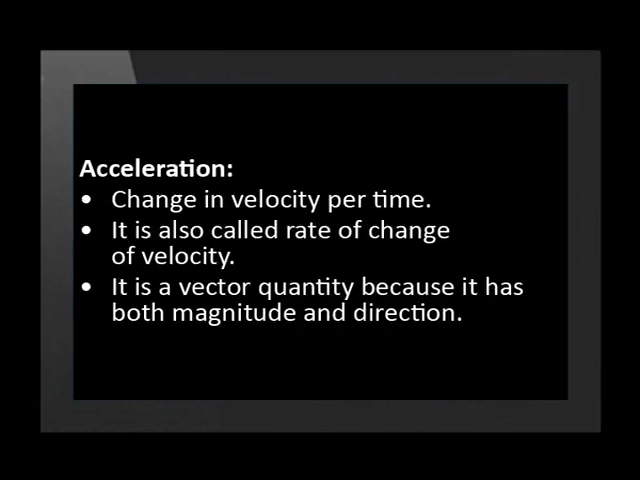 Acceleration:
• Change in velocity per time.
• It is also called rate of change
of velocity.
• It is a vector quantity because it has
both magnitude and direction.